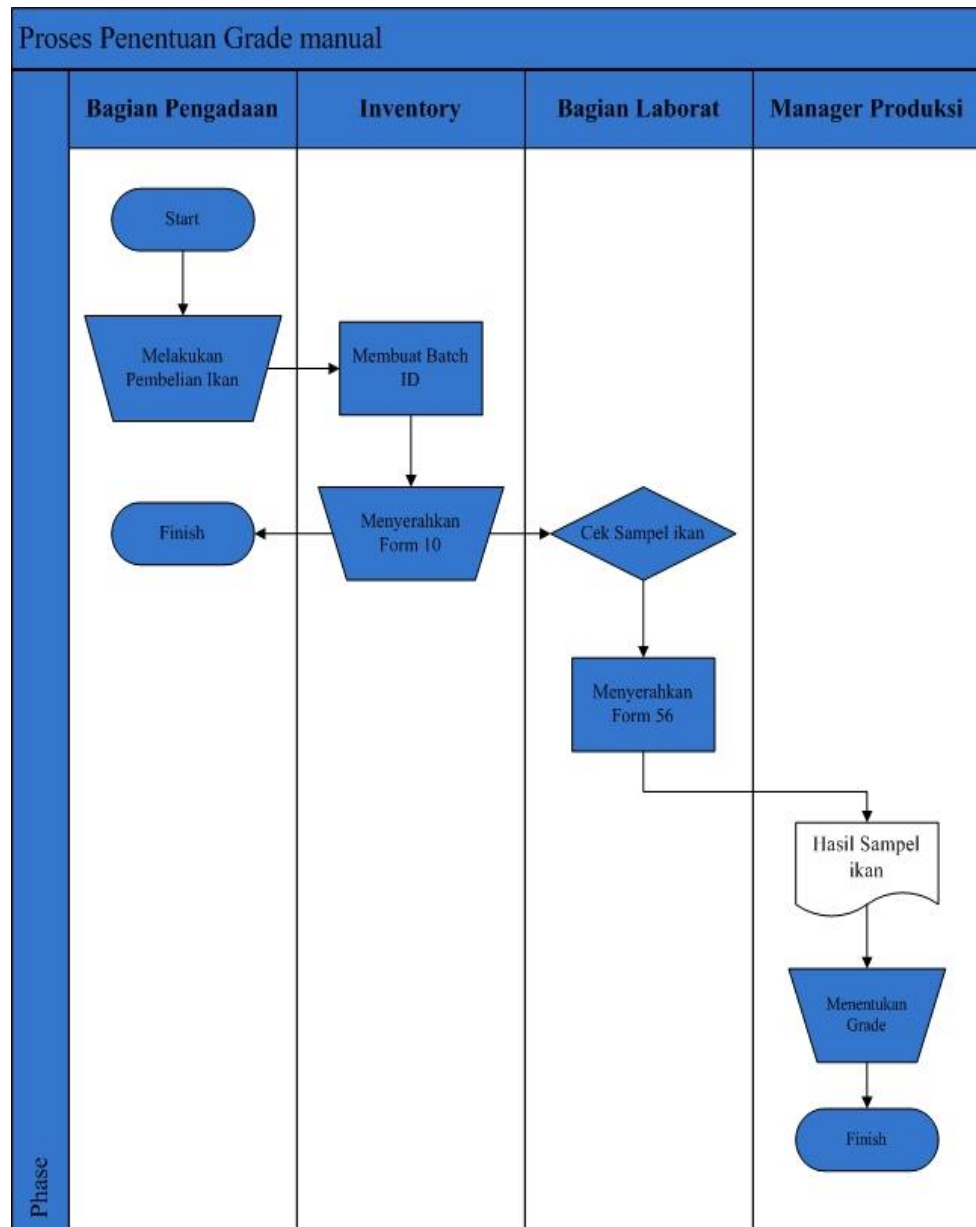 Proses Penentuan Grade manual
Bagian Pengadaan
Inventory
Bagian Laborat
Manager Produksi
Start
Melakukan
Pembelian Ikan
Membuat Batch
ID
Finish
Menyerahkan
Form 10
Cek Sampel ikan
Menyerahkan
Form 56
Hasil Sampel
ikan
Menentukan
Grade
Finish
Phase